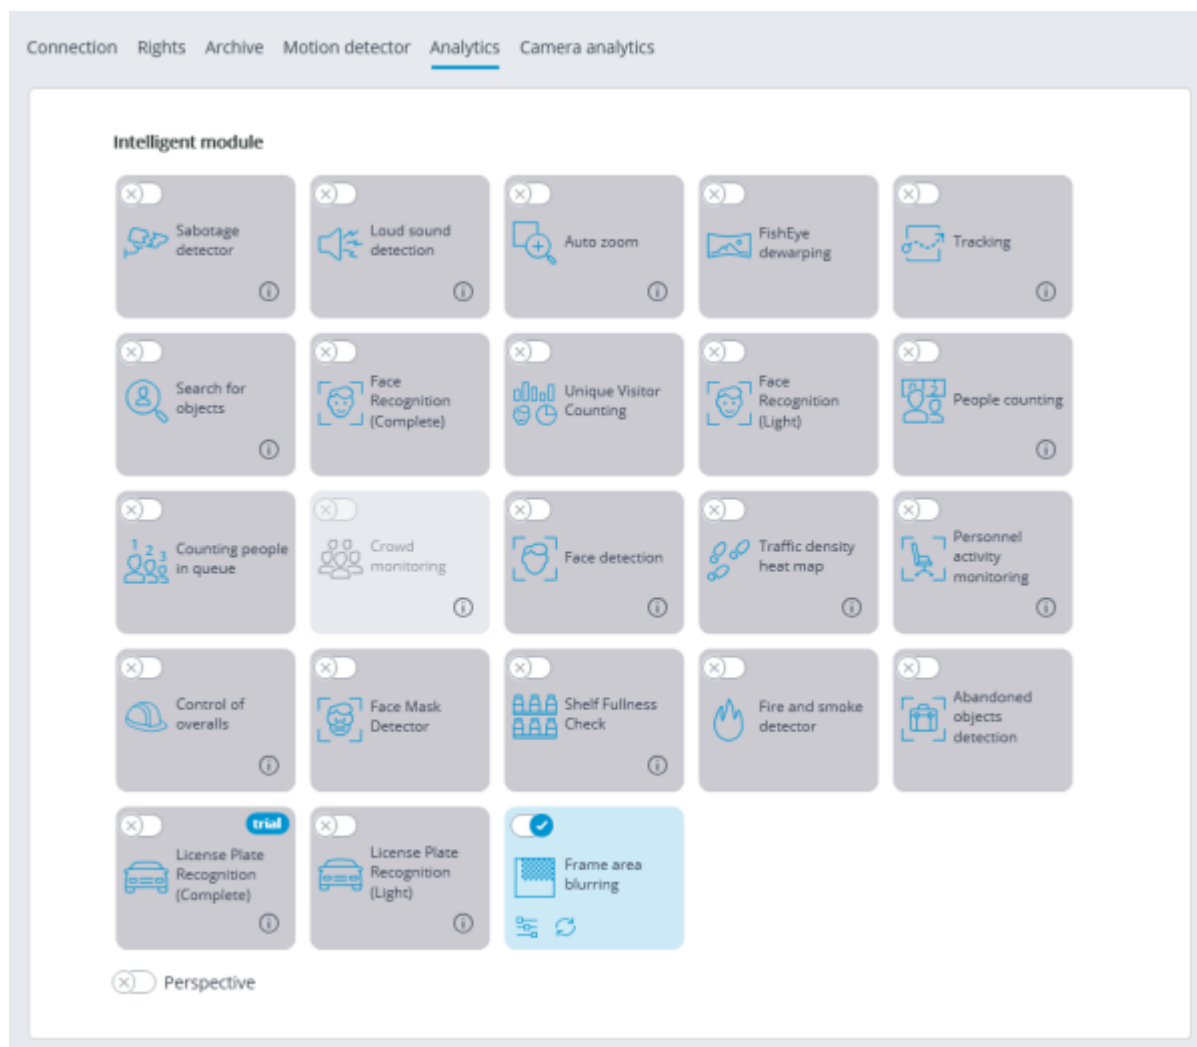 Connection Rights Archive Motion detector Analytics Camera analytics
Intelligent module
Sabotage
detector
Loud sound
detection
Auto zoom
FishEye
dewarping
Tracking
Search for
objects
Face
Recognition
(Complete)
Unique Visitor
Counting
Face
Recognition
(Light)
People counting
Counting people
in queue
Crowd
monitoring
Face detection
Traffic density
heat map
Personnel
activity
monitoring
Control of
overalls
Face Mask
Detector
Shelf Fullness
Check
Fire and smoke
detector
Abandoned
objects
detection
trial
License Plate
Recognition
(Complete)
License Plate
Recognition
(Light)
Frame area
blurring
Perspective